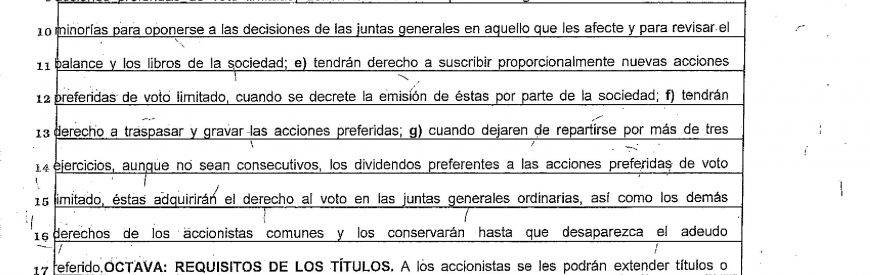 10 minorías para oponerse a las decisiones de las juntas generales en aquello que les afecte y para revisar el
11 balance y los libros de la sociedad; e) tendrán derecho a suscribir proporcionalmente nuevas acciones
12 preferidas de voto limitado, cuando se decrete la emisión de éstas por parte de la sociedad; f) tendrán
13 derecho a traspasar y gravar las acciones preferidas; g) cuando dejaren de repartirse por más de tres
14 ejercicios, aunque no sean consecutivos, los dividendos preferentes a las acciones preferidas de voto
15 limitado, éstas adquirirán el derecho al voto en las juntas generales ordinarias, así como los demás
16 derechos de los accionistas comunes y los conservarán hasta que desaparezca el adeudo
17 referido. OCTAVA: REQUISITOS DE LOS TÍTULOS. A los accionistas se les podrán extender títulos o